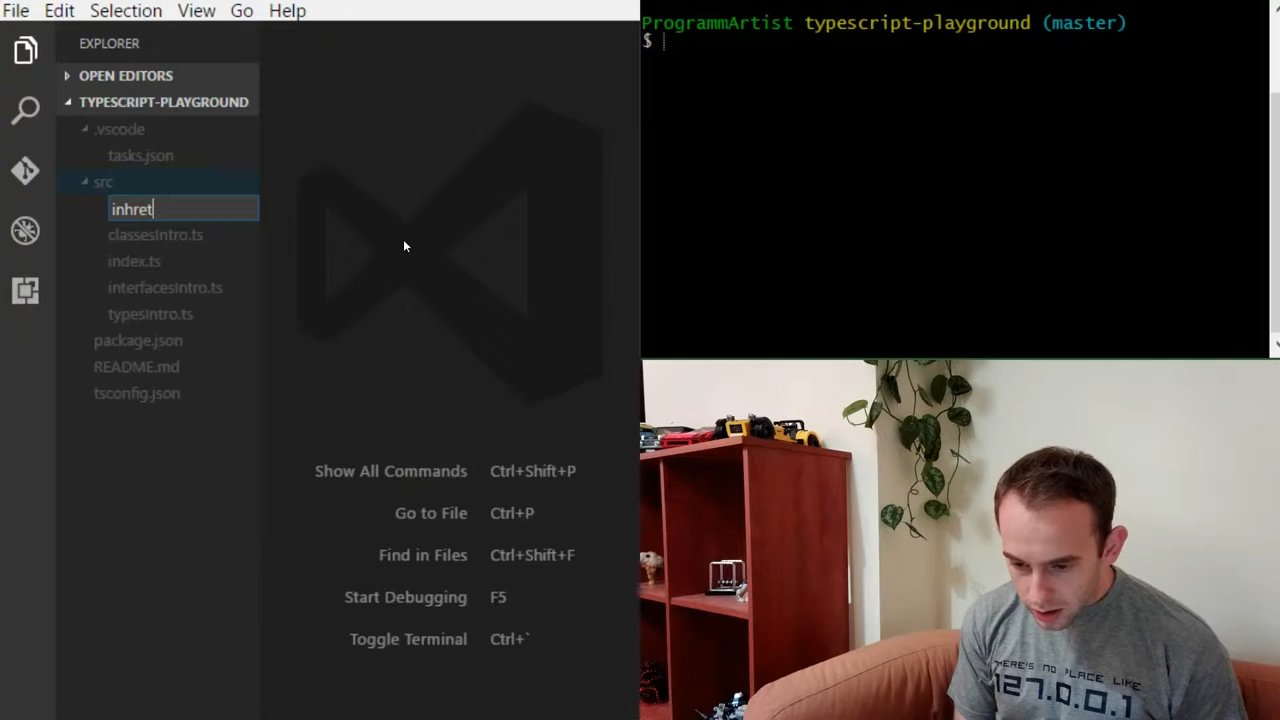 File Edit Selection View Go Help
EXPLORER
OPEN EDITORS
TYPESCRIPT-PLAYGROUND
.vscode
tasks.json
src
inhret
classesIntro.ts
index.ts
interfacesIntro.ts
typesIntro.ts
package.json
README.md
tsconfig.json
Show All Commands Ctrl+Shift+P
Go to File Ctrl+P
Find in Files Ctrl+Shift+F
Start Debugging F5
Toggle Terminal Ctrl+`
ProgrammArtist typescript-playground (master)
$
THERE'S NO PLACE LIKE
127.0.0.1